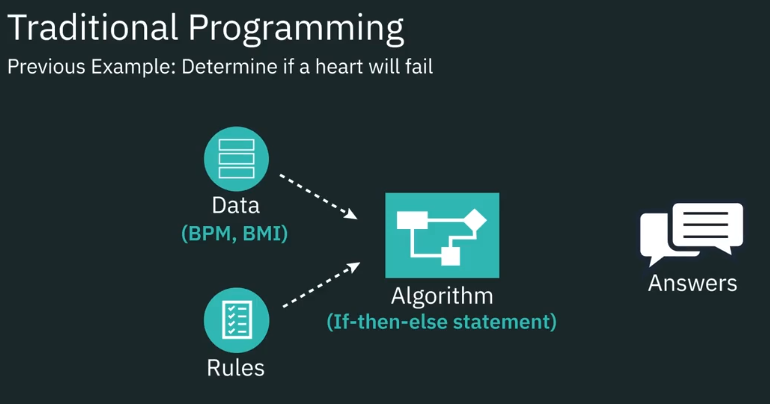 Traditional Programming
Previous Example: Determine if a heart will fail
Data
(BPM, BMI)
Rules
Algorithm
(If-then-else statement)
Answers